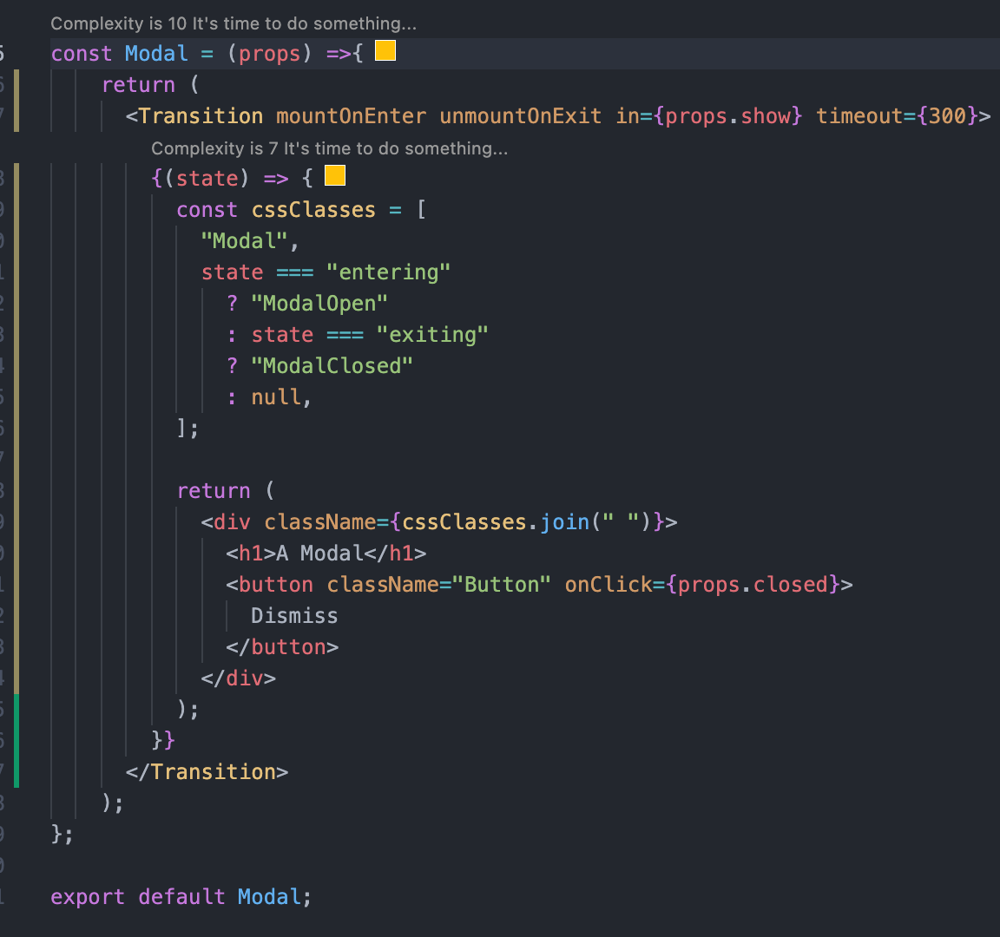 Complexity is 10 It's time to do something...
const Modal = (props) =>{
return (
<Transition mountOnEnter unmountOnExit in={props.show} timeout={300}>
Complexity is 7 It's time to do something...
{(state) => {
const cssClasses = [
"Modal",
state === "entering"
? "ModalOpen"
: state === "exiting"
? "ModalClosed"
: null,
];
return (
<div className={cssClasses.join(" ")}>
<h1>A Modal</h1>
<button className="Button" onClick={props.closed}>
Dismiss
</button>
</div>
);
}}
</Transition>
);
};
export default Modal;